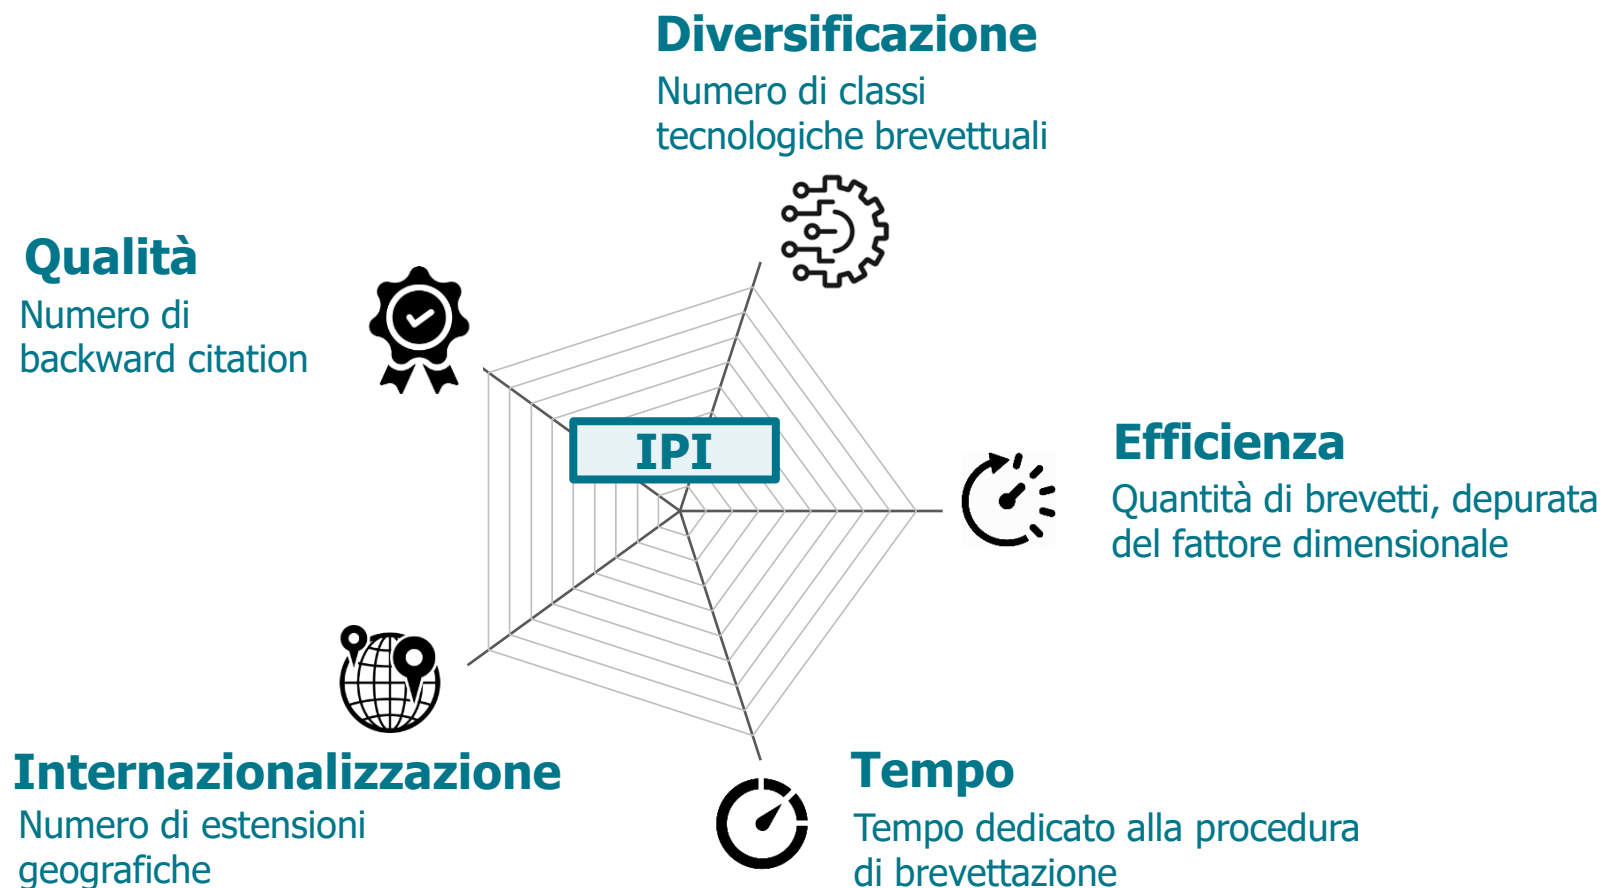 Diversificazione
Numero di classi
tecnologiche brevettuali
Qualità
Numero di
backward citation
IPI
Efficienza
Quantità di brevetti, depurata
del fattore dimensionale
Internazionalizzazione
Numero di estensioni
geografiche
Tempo
Tempo dedicato alla procedura
di brevettazione